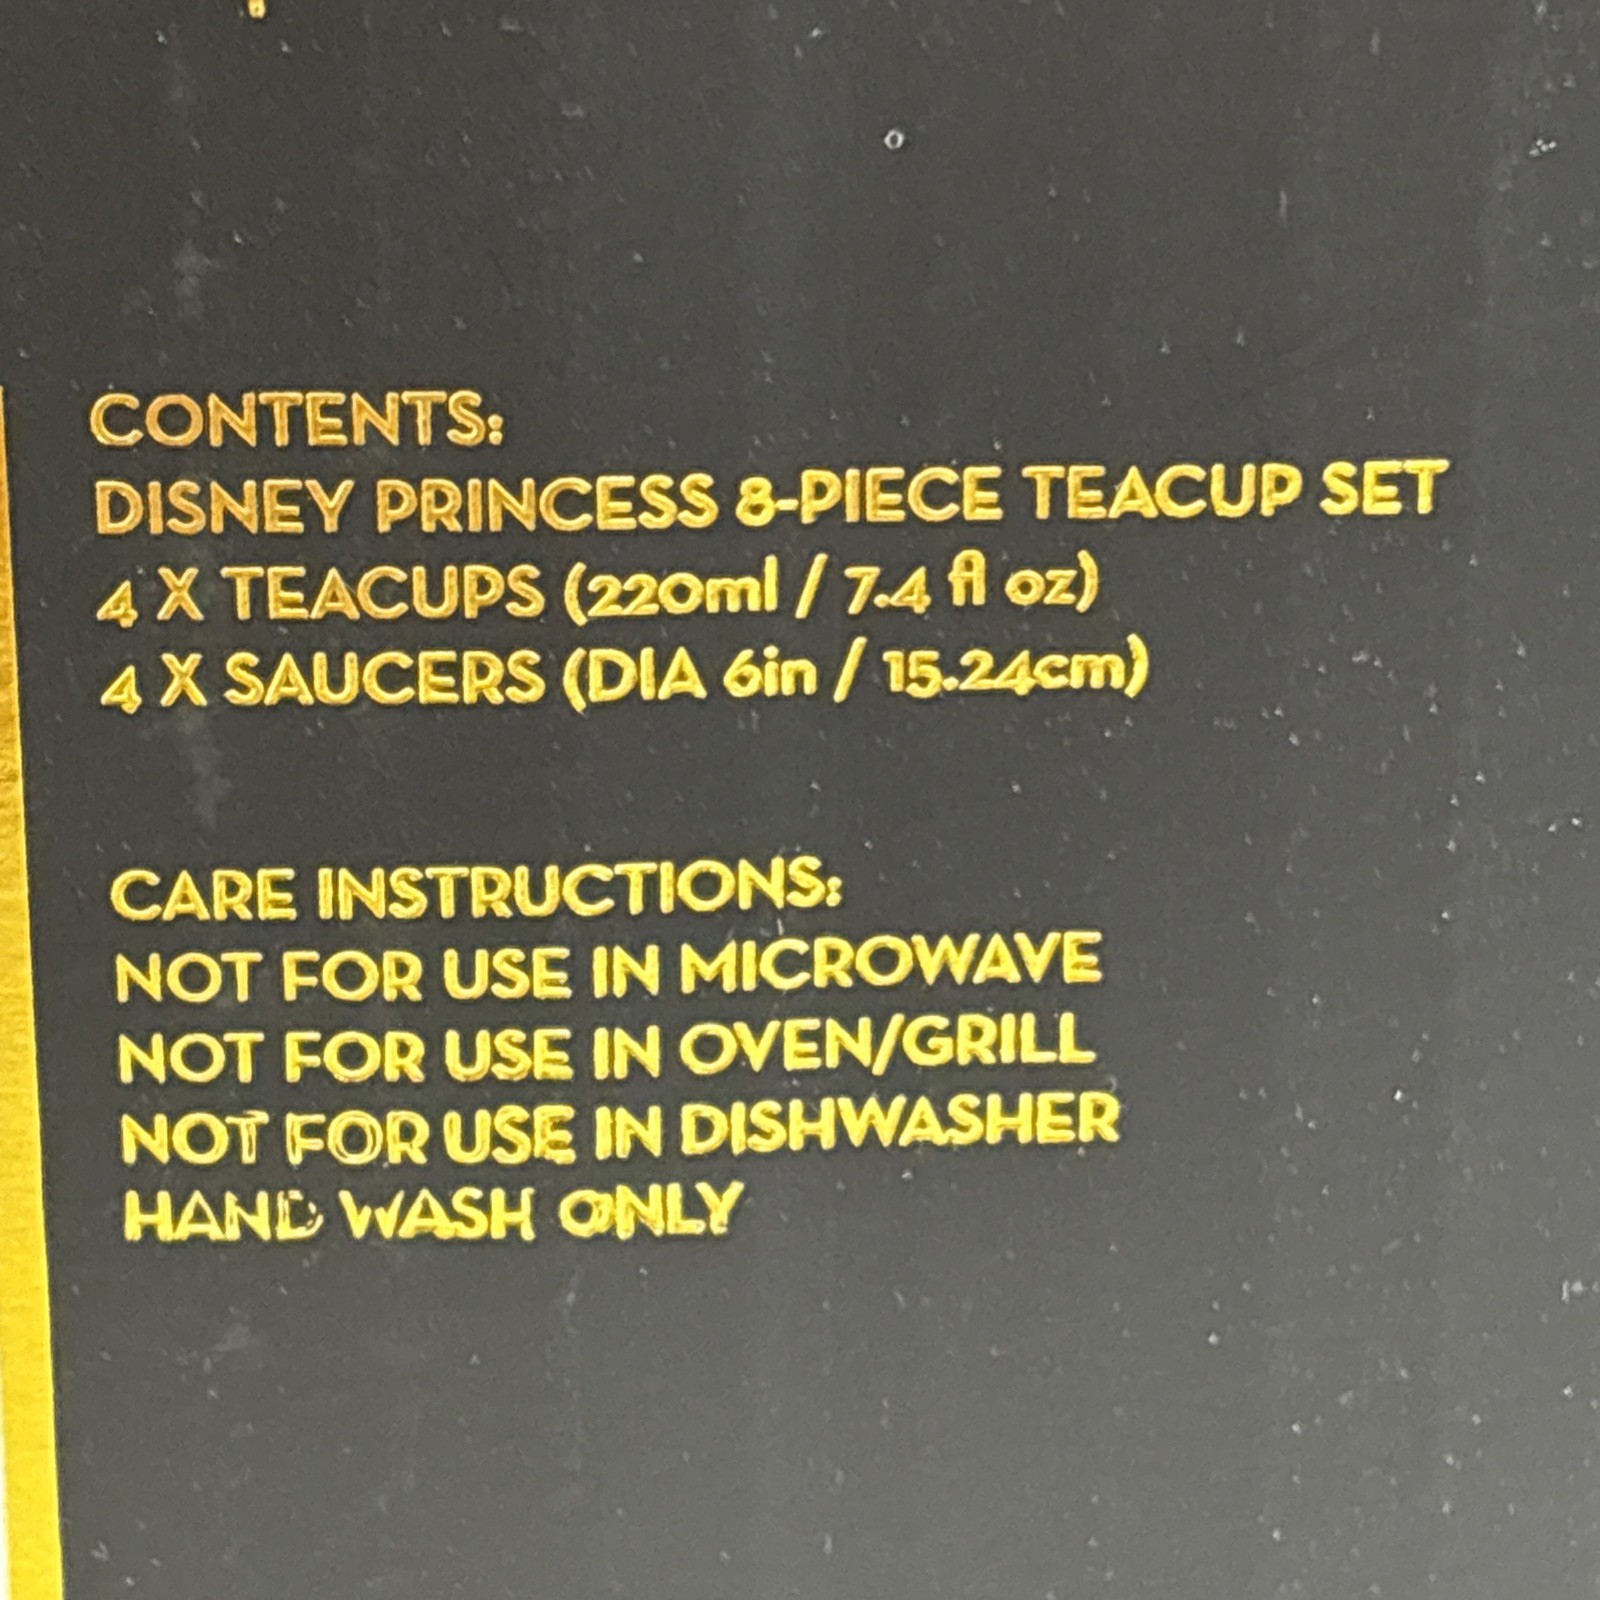 CONTENTS:
DISNEY PRINCESS 8-PIECE TEACUP SET
4 X TEACUPS (220ml / 7.4 fl oz)
4 X SAUCERS (DIA 6in / 15.24cm)
CARE INSTRUCTIONS:
NOT FOR USE IN MICROWAVE
NOT FOR USE IN OVEN/GRILL
NOT FOR USE IN DISHWASHER
HAND WASH ONLY